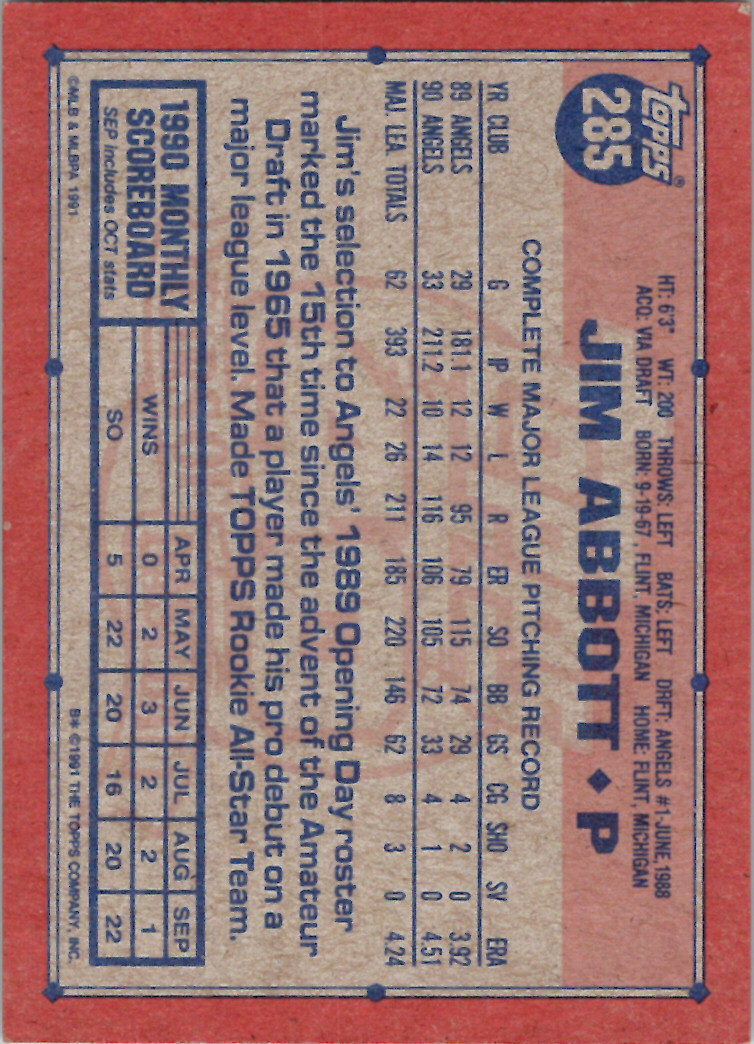 topps®
285
HT: 6'3" WT: 200 THROWS: LEFT BATS: LEFT DRFT: ANGELS #1-JUNE, 1988
ACQ: VIA DRAFT BORN: 9-19-67, FLINT, MICHIGAN HOME: FLINT, MICHIGAN
JIM ABBOTT ◆ P
COMPLETE MAJOR LEAGUE PITCHING RECORD
YR CLUB G IP W L R ER SO BB GS CG SHO SV ERA
89 ANGELS 29 181.1 12 12 95 79 115 74 29 4 2 0 3.92
90 ANGELS 33 211.2 10 14 116 106 105 72 33 4 1 0 4.51
MAJ. LEA. TOTALS 62 393 22 26 211 185 220 146 62 8 3 0 4.24
Jim's selection to Angels' 1989 Opening Day roster
marked the 15th time since the advent of the Amateur
Draft in 1965 that a player made his pro debut on a
major league level. Made TOPPS Rookie All-Star Team.
1990 MONTHLY
SCOREBOARD
SEP includes OCT stats
APR MAY JUN JUL AUG SEP
WINS 0 2 3 2 2 1
SO 5 22 20 16 20 22
©MLB & MLBPA 1991
B* ©1991 THE TOPPS COMPANY, INC.